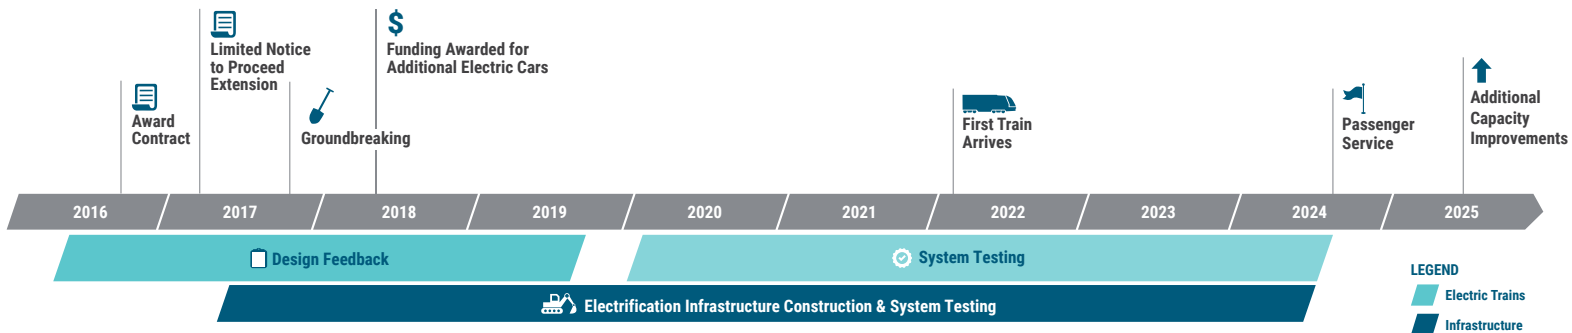 Limited Notice
to Proceed
Extension
$
Funding Awarded for
Additional Electric Cars
Award
Contract
Groundbreaking
First Train
Arrives
Passenger
Service
Additional
Capacity
Improvements
2016 2017 2018 2019 2020 2021 2022 2023 2024 2025
Design Feedback
System Testing
Electrification Infrastructure Construction & System Testing
LEGEND
Electric Trains
Infrastructure